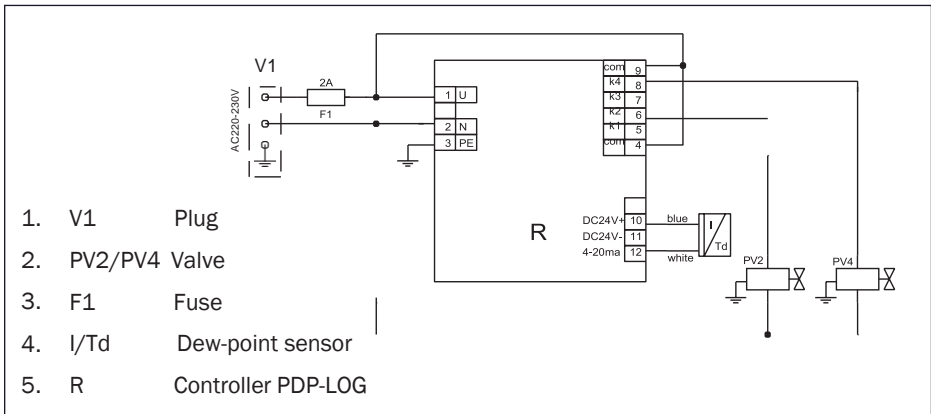 V1
2A
F1
AC220-230V
1 U
2 N
3 PE
com 9
k4 8
k3 7
k2 6
k1 5
com 4
R
DC24V+ 10 blue
DC24V- 11
4-20ma 12 white
I
Td
PV2
PV4
1. V1 Plug
2. PV2/PV4 Valve
3. F1 Fuse
4. I/Td Dew-point sensor
5. R Controller PDP-LOG